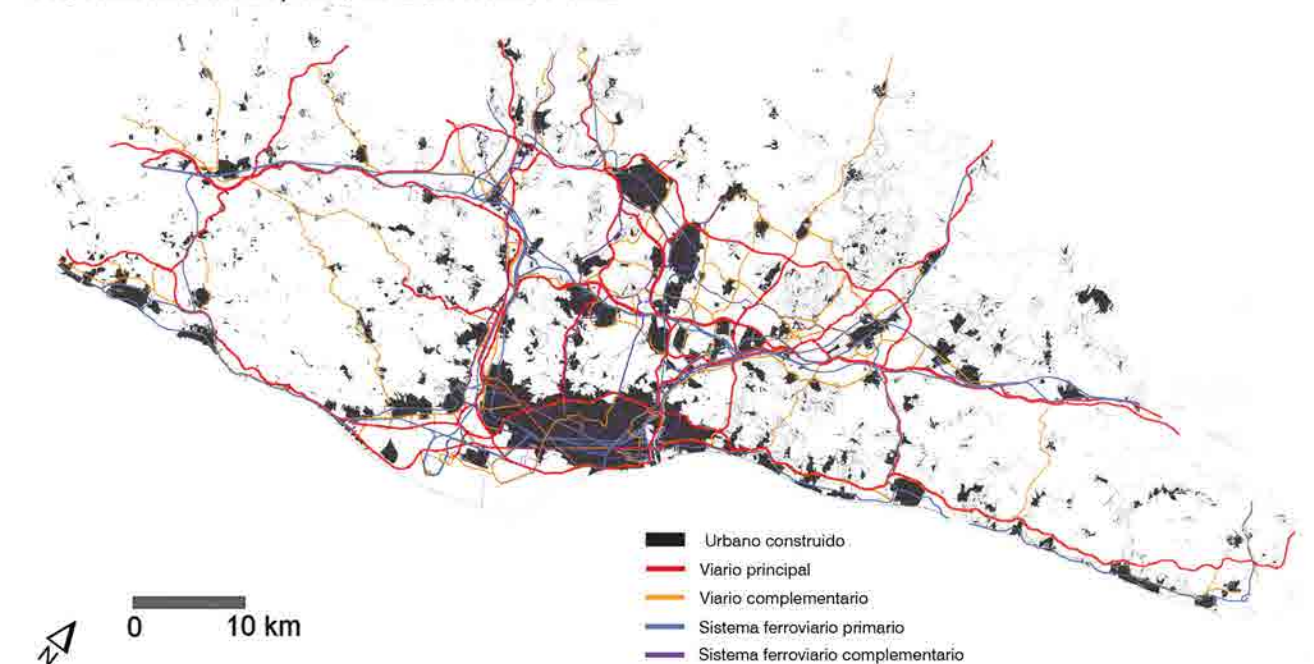 Urbano construido
Viario principal
Viario complementario
Sistema ferroviario primario
Sistema ferroviario complementario
0 10 km
N